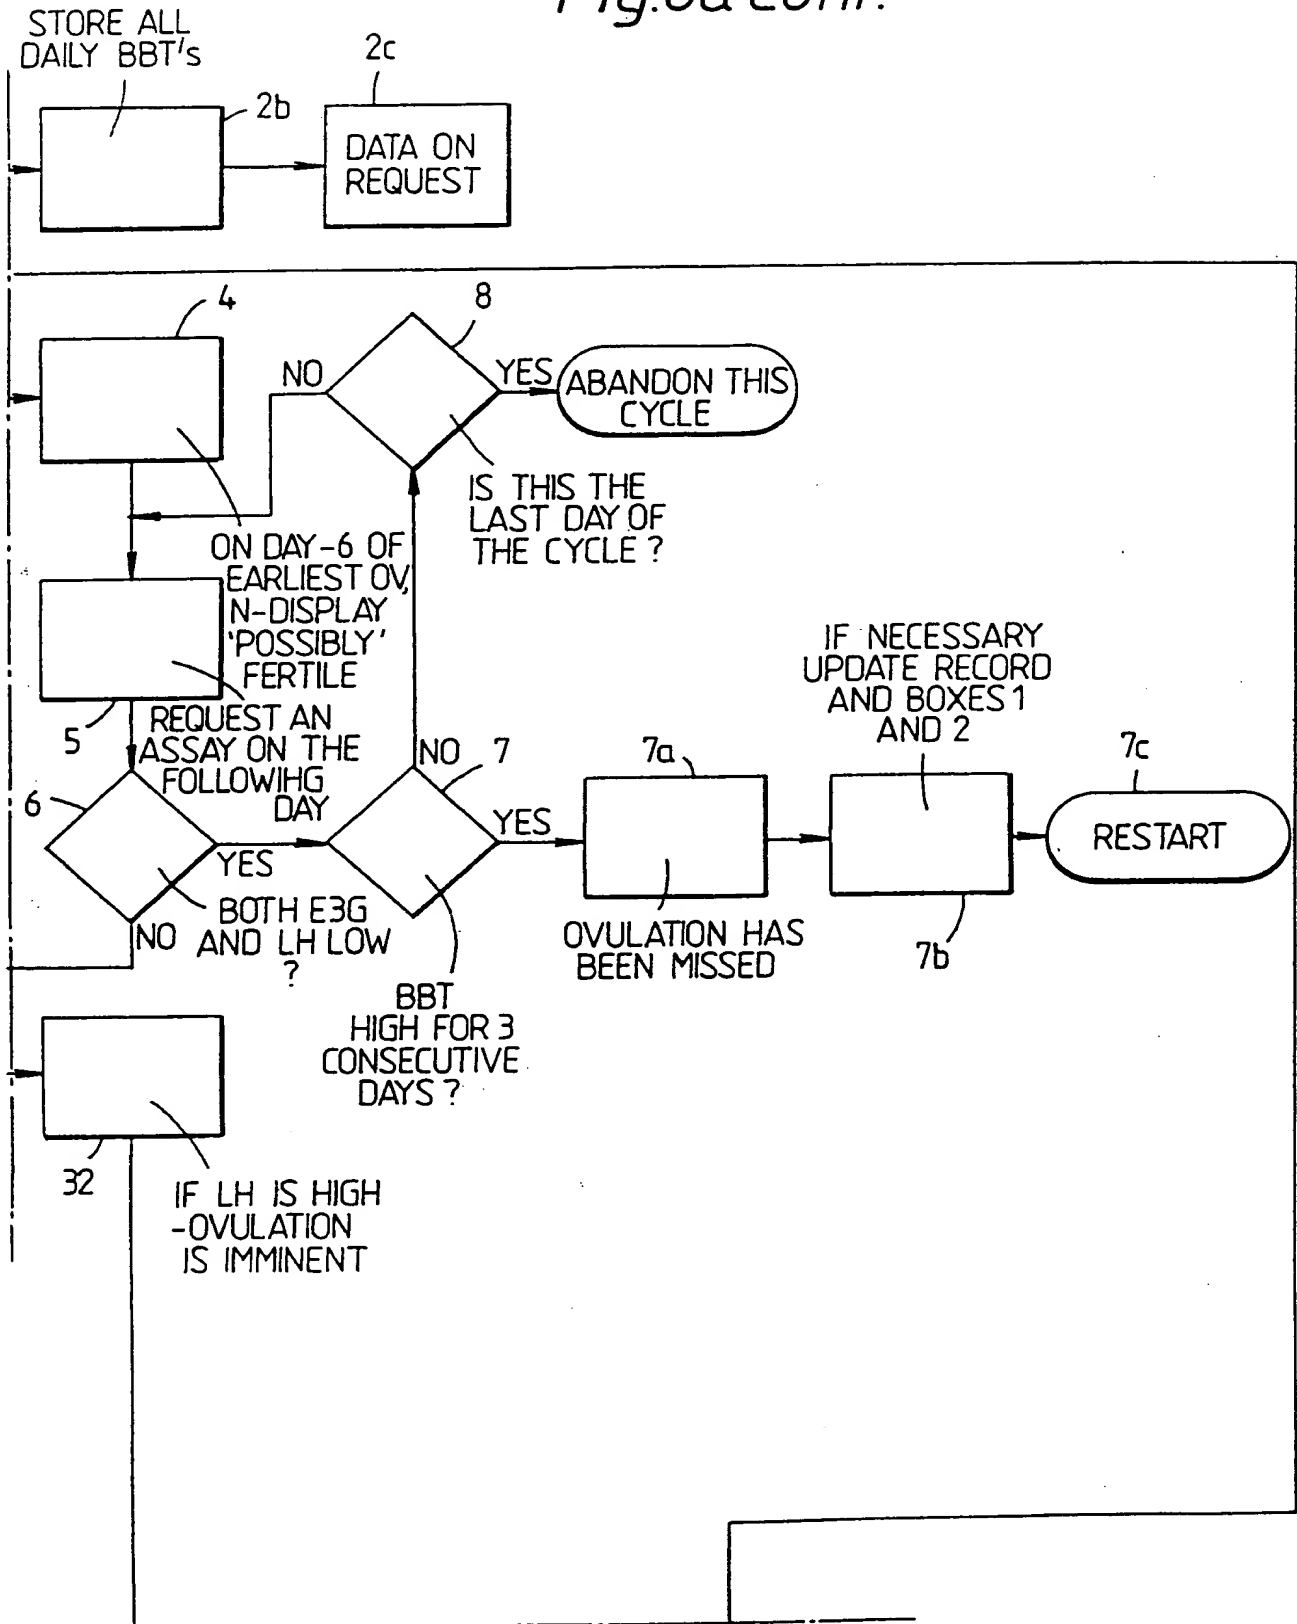 Fig.8a cont.
STORE ALL
DAILY BBT's
2b
2c
DATA ON
REQUEST
4
8
NO
YES
ABANDON THIS
CYCLE
IS THIS THE
LAST DAY OF
THE CYCLE ?
ON DAY-6 OF
EARLIEST OV,
N-DISPLAY
'POSSIBLY'
FERTILE
5
REQUEST AN
ASSAY ON THE
FOLLOWIHG
DAY
6
YES
NO
BOTH E3G
AND LH LOW
?
NO
7
YES
BBT
HIGH FOR 3
CONSECUTIVE
DAYS ?
7a
OVULATION HAS
BEEN MISSED
IF NECESSARY
UPDATE RECORD
AND BOXES 1
AND 2
7b
7c
RESTART
32
IF LH IS HIGH
-OVULATION
IS IMMINENT